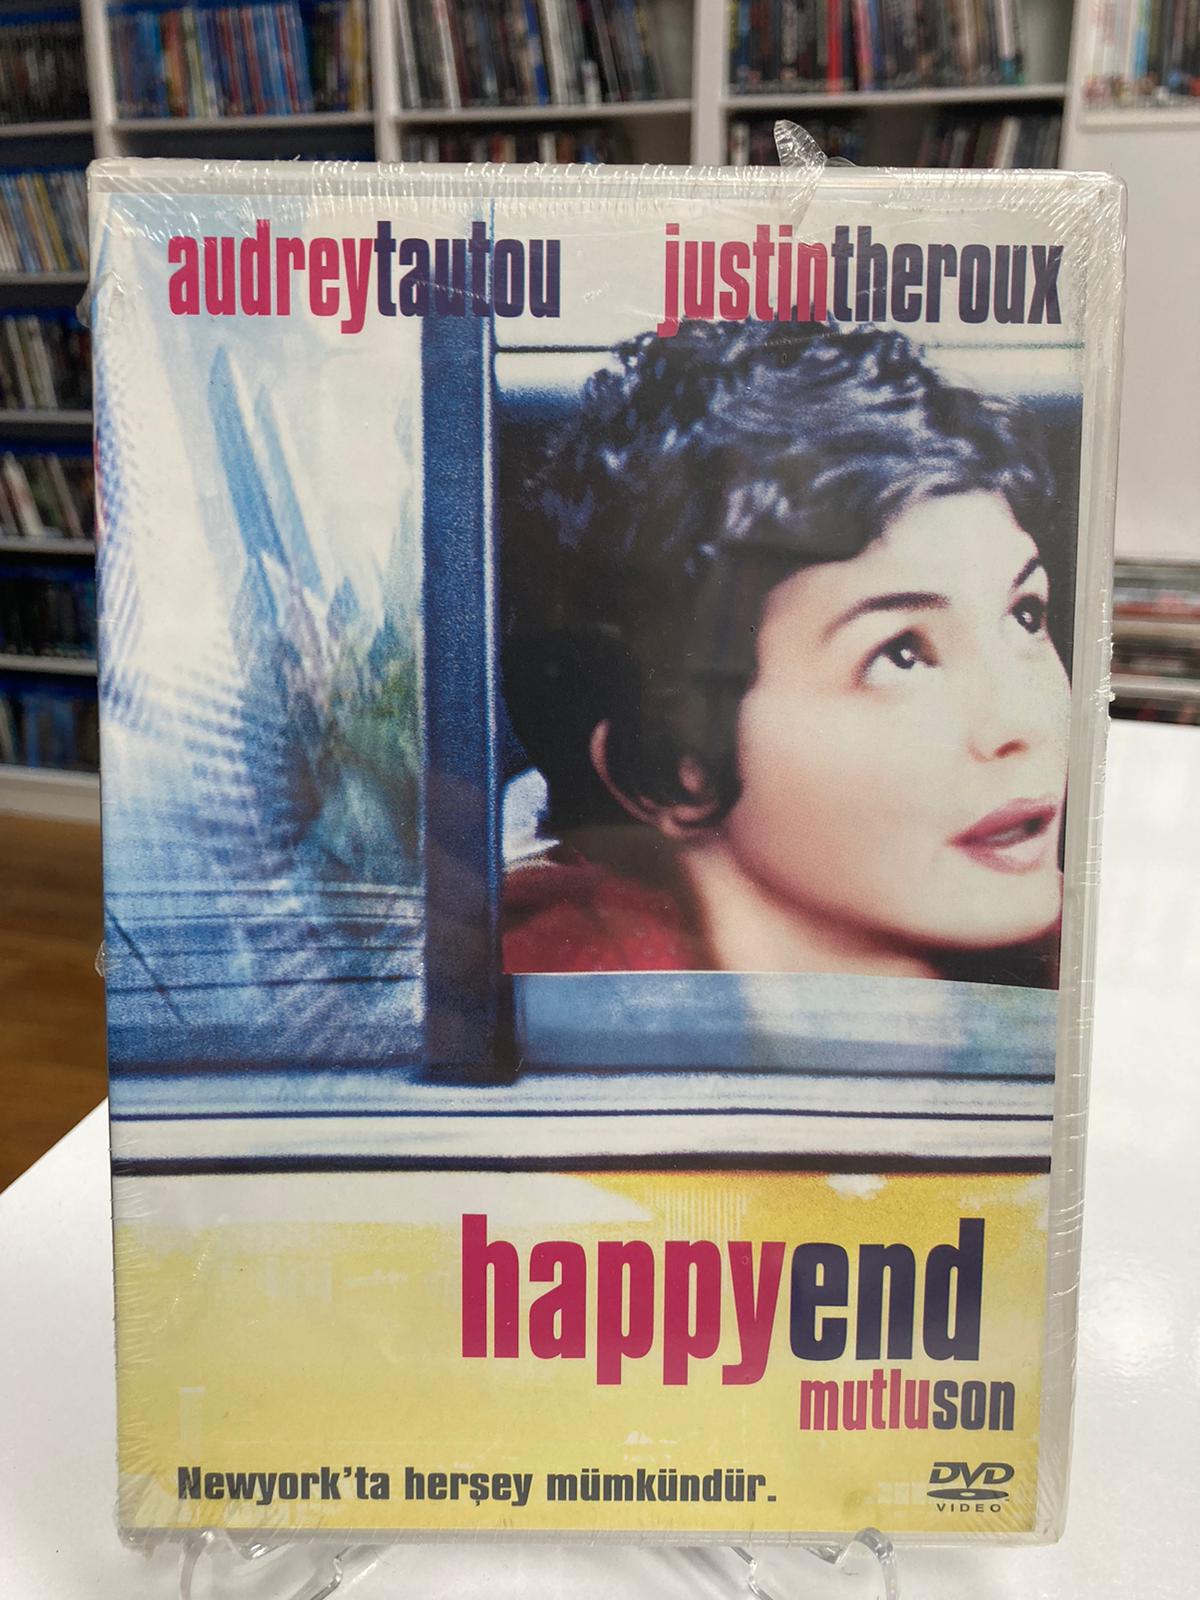 audreytautou justintheroux
happyend
mutluson
Newyork'ta herşey mümkündür.
DVD
VIDEO